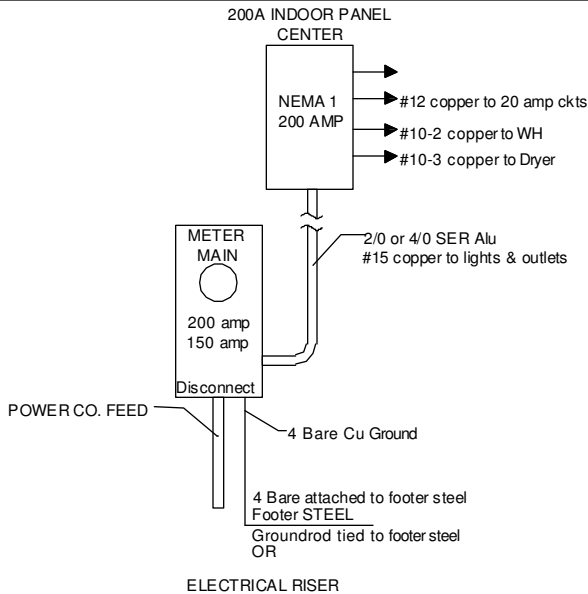 200A INDOOR PANEL
CENTER
NEMA 1
200 AMP
#12 copper to 20 amp ckts
#10-2 copper to WH
#10-3 copper to Dryer
METER
MAIN
200 amp
150 amp
Disconnect
2/0 or 4/0 SER Alu
#15 copper to lights & outlets
POWER CO. FEED
4 Bare Cu Ground
4 Bare attached to footer steel
Footer STEEL
Groundrod tied to footer steel
OR
ELECTRICAL RISER